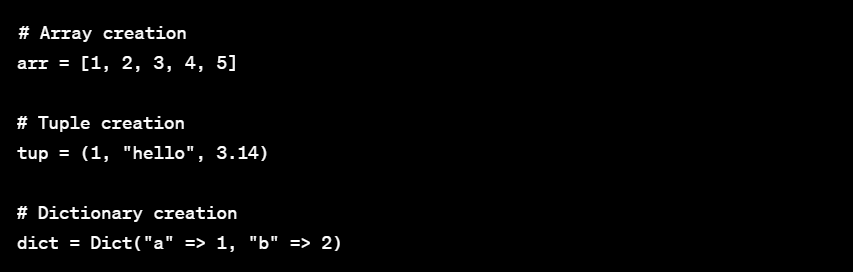 # Array creation
arr = [1, 2, 3, 4, 5]
# Tuple creation
tup = (1, "hello", 3.14)
# Dictionary creation
dict = Dict("a" => 1, "b" => 2)